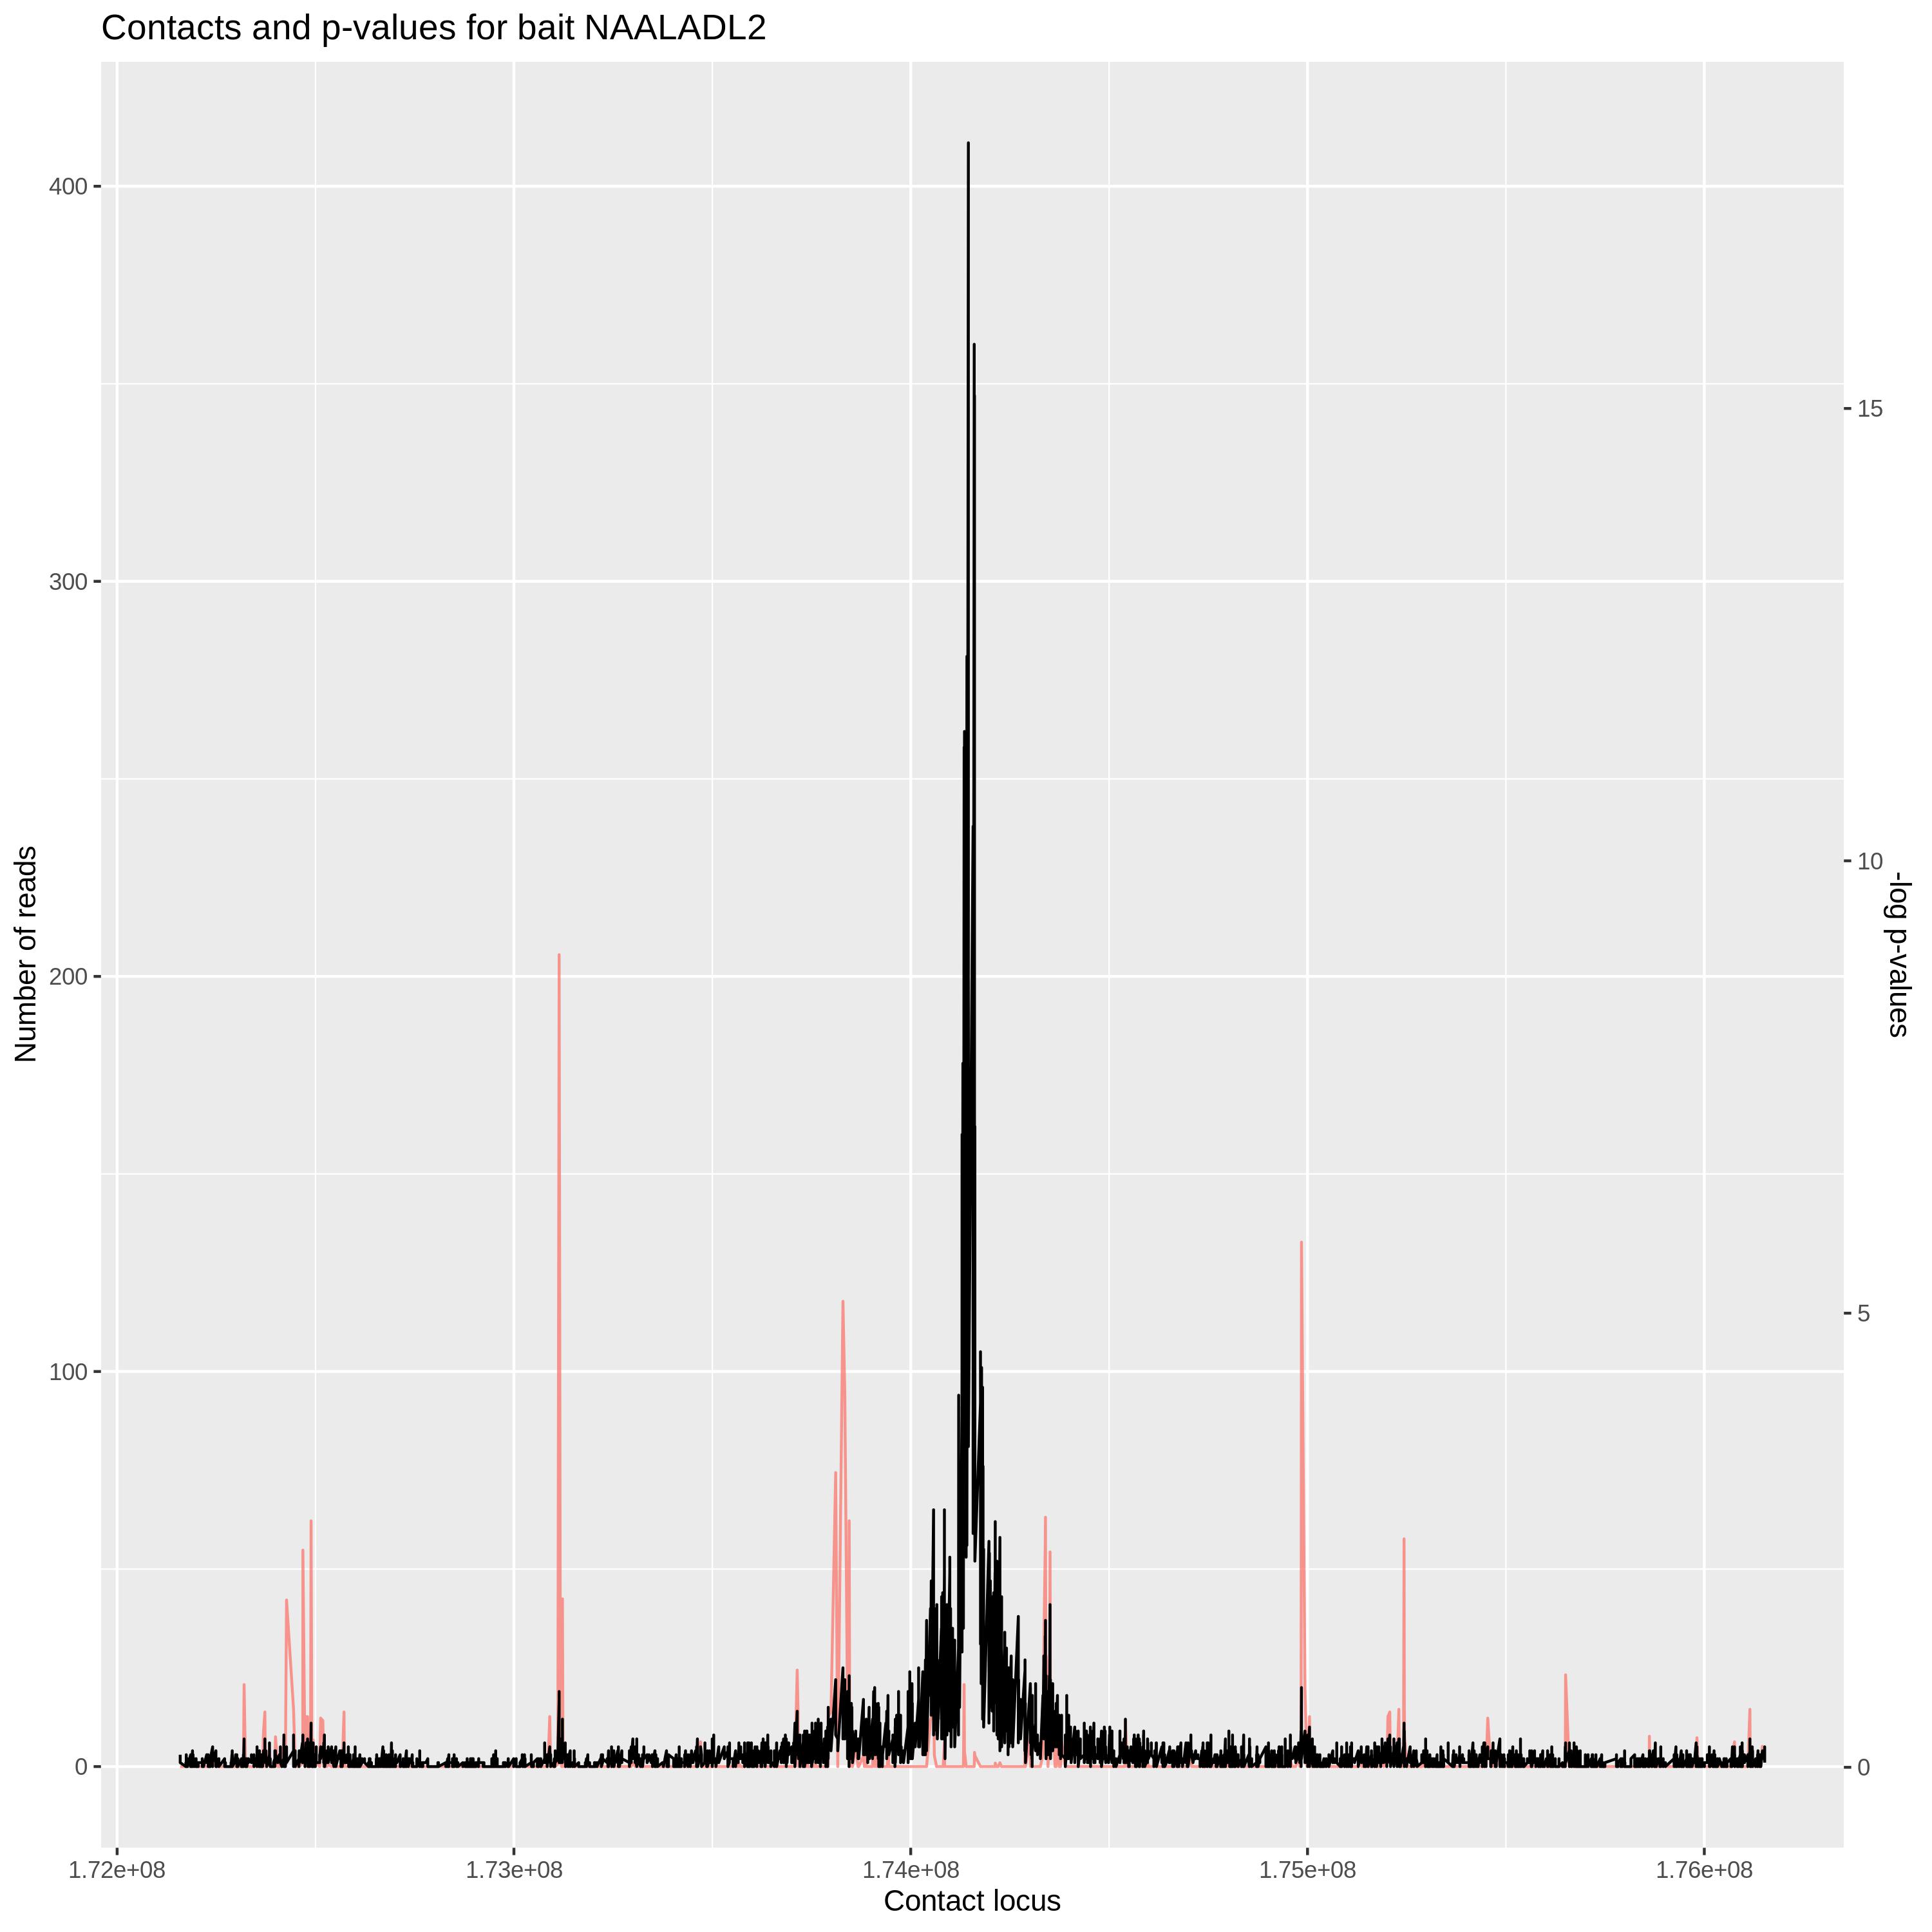 Contacts and p-values for bait NAALADL2
400
300
200
100
0
Number of reads
15
10
5
0
-log p-values
1.72e+08
1.73e+08
1.74e+08
1.75e+08
1.76e+08
Contact locus